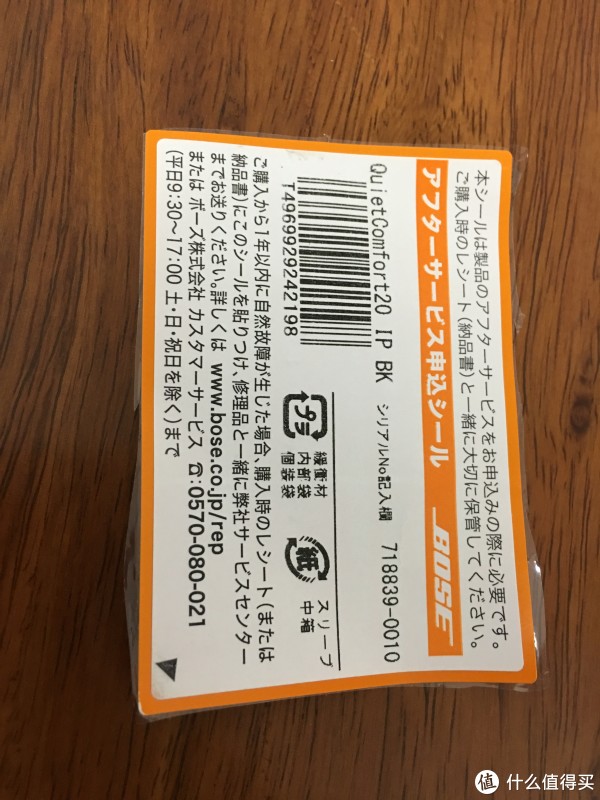 本シールは製品のアフターサービスをお申込みの際に必要です。
ご購入時のレシート(納品書)と一緒に大切に保管してください。
アフターサービス申込シール BOSE
QuietComfort20 IP BK シリアルNo記入欄 718839-0010
T4969929242198
プラ
緩衝材
内部袋
個装袋
紙
スリーブ
中箱
ご購入から1年以内に自然故障が生じた場合、購入時のレシート(または
納品書)にこのシールを貼りつけ、修理品と一緒に弊社サービスセンター
までお送りください。詳しくは www.bose.co.jp/rep
または ボーズ株式会社 カスタマーサービス ☎:0570-080-021
(平日9:30~17:00 土・日・祝日を除く)まで
值 什么值得买